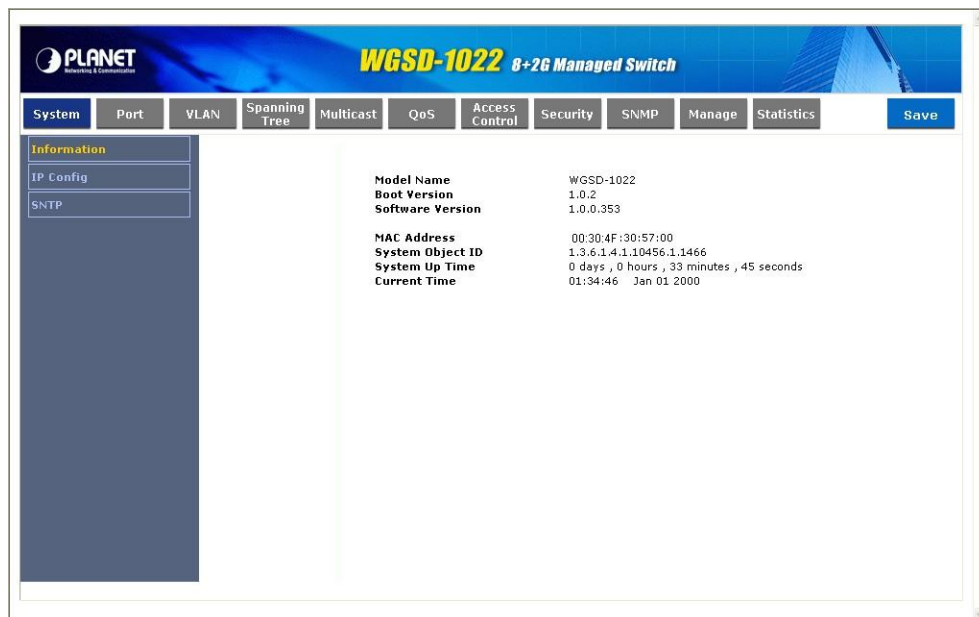 PLANET
Networking & Communication
WGSD-1022 8+2G Managed Switch
System
Port
VLAN
Spanning Tree
Multicast
QoS
Access Control
Security
SNMP
Manage
Statistics
Save
Information
IP Config
SNTP
Model Name WGSD-1022
Boot Version 1.0.2
Software Version 1.0.0.353
MAC Address 00:30:4F:30:57:00
System Object ID 1.3.6.1.4.1.10456.1.1466
System Up Time 0 days , 0 hours , 33 minutes , 45 seconds
Current Time 01:34:46 Jan 01 2000